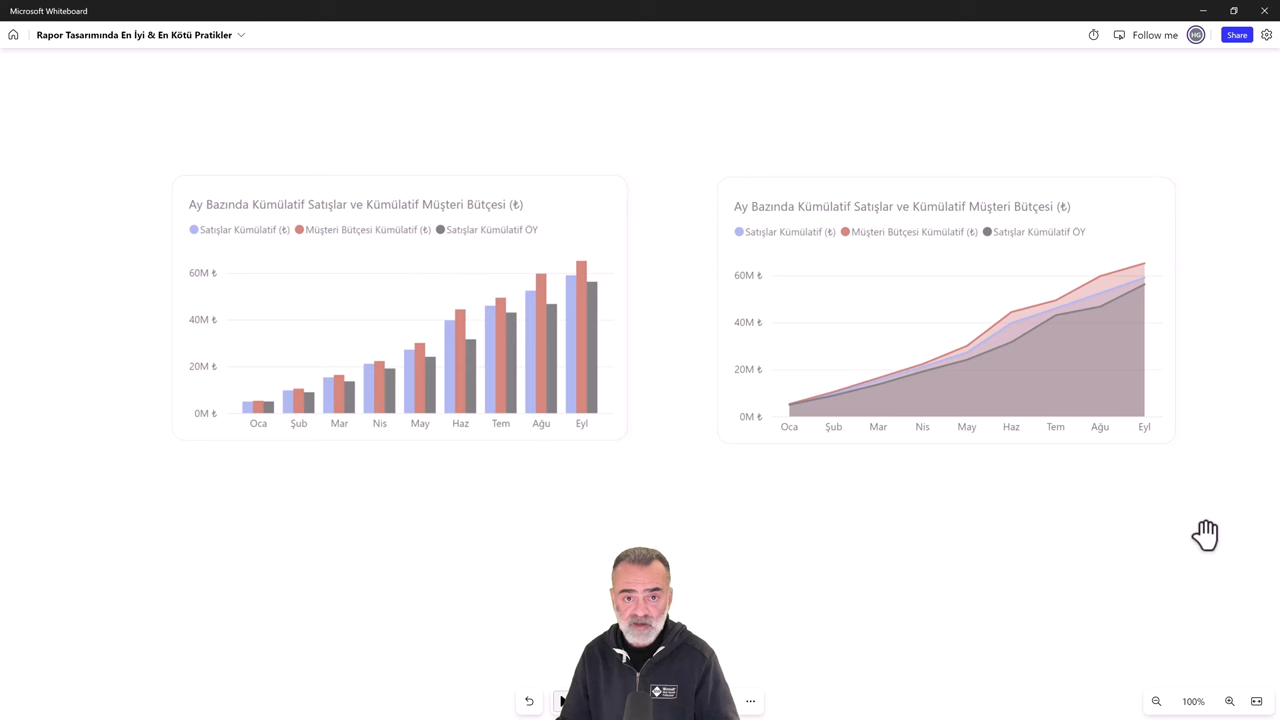 Microsoft Whiteboard
Rapor Tasarımında En İyi & En Kötü Pratikler
Follow me
HG
Share
Ay Bazında Kümülatif Satışlar ve Kümülatif Müşteri Bütçesi (₺)
Satışlar Kümülatif (₺) Müşteri Bütçesi Kümülatif (₺) Satışlar Kümülatif ÖY
60M ₺
40M ₺
20M ₺
0M ₺
Oca Şub Mar Nis May Haz Tem Ağu Eyl
Ay Bazında Kümülatif Satışlar ve Kümülatif Müşteri Bütçesi (₺)
Satışlar Kümülatif (₺) Müşteri Bütçesi Kümülatif (₺) Satışlar Kümülatif ÖY
60M ₺
40M ₺
20M ₺
0M ₺
Oca Şub Mar Nis May Haz Tem Ağu Eyl
100%